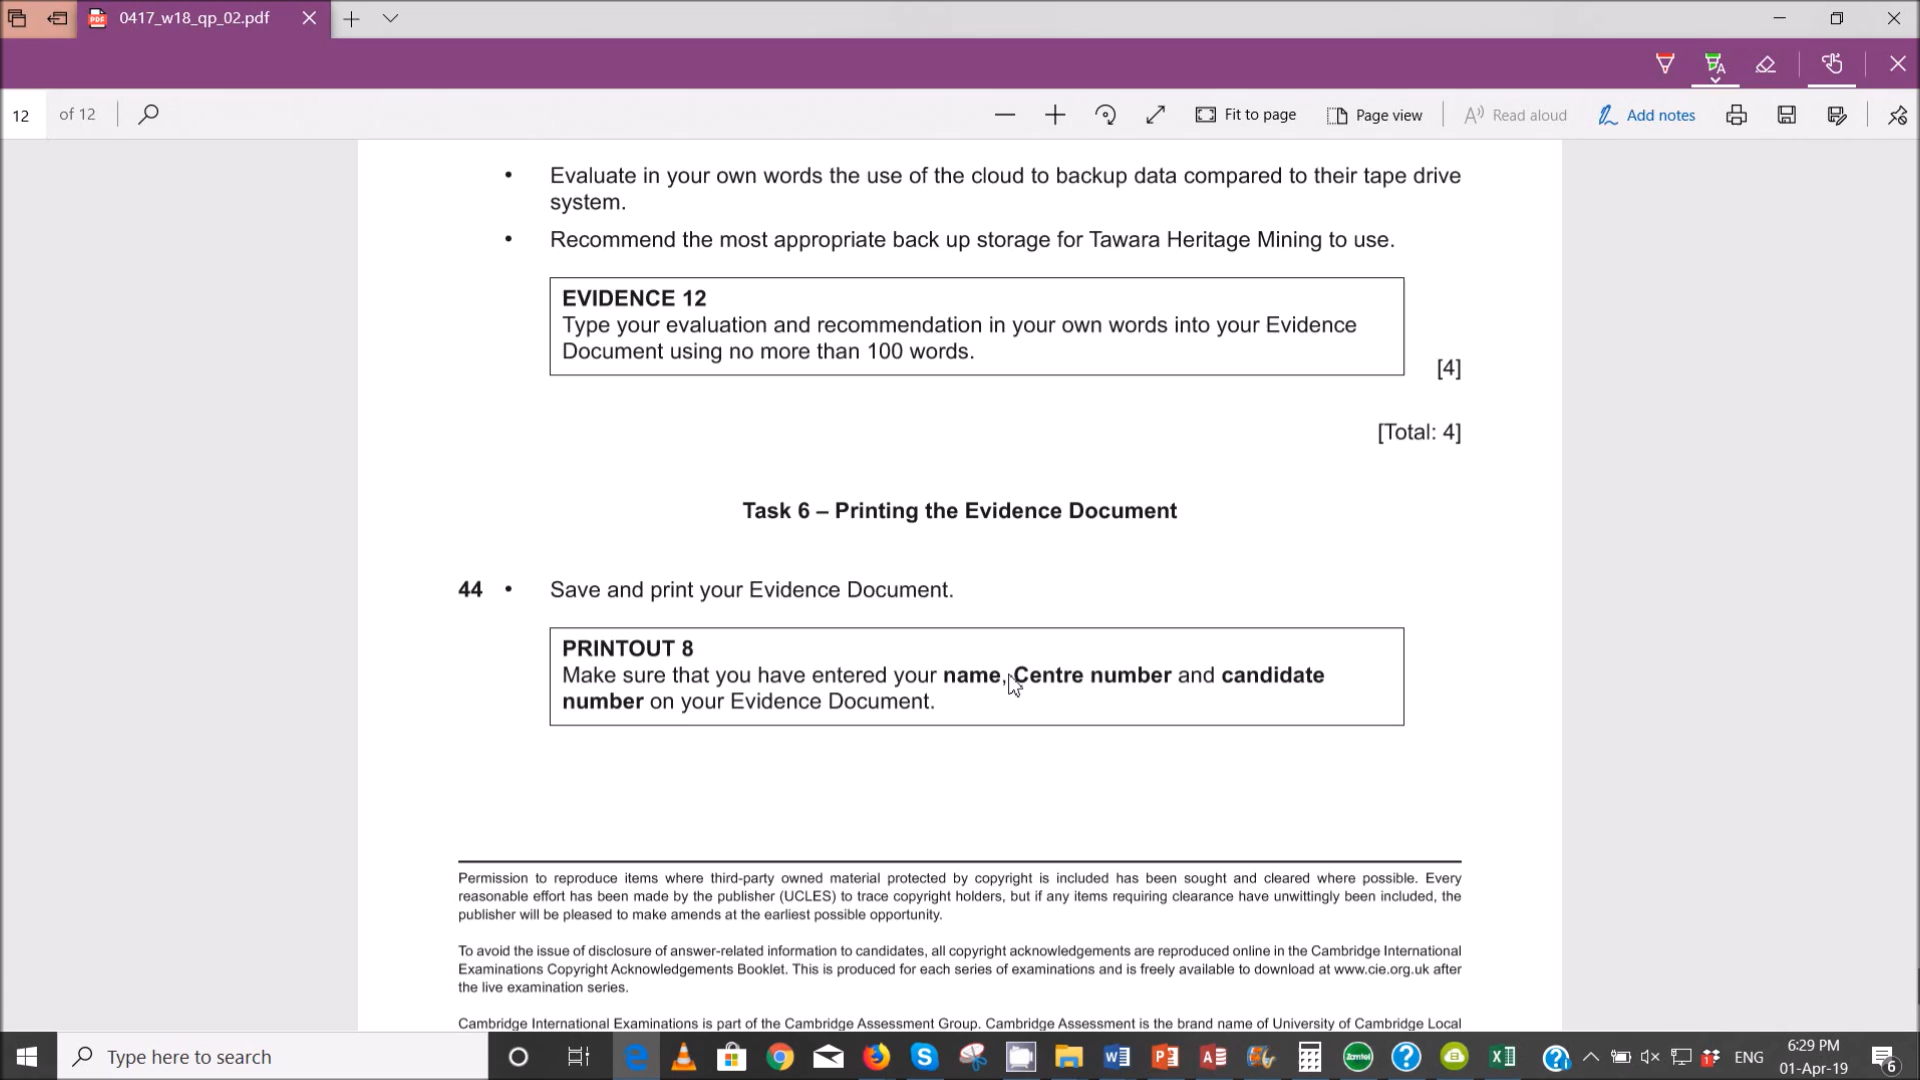 0417_w18_qp_02.pdf
12 of 12
Fit to page
Page view
Read aloud
Add notes
• Evaluate in your own words the use of the cloud to backup data compared to their tape drive
system.
• Recommend the most appropriate back up storage for Tawara Heritage Mining to use.
EVIDENCE 12
Type your evaluation and recommendation in your own words into your Evidence
Document using no more than 100 words.
[4]
[Total: 4]
Task 6 – Printing the Evidence Document
44 • Save and print your Evidence Document.
PRINTOUT 8
Make sure that you have entered your name, Centre number and candidate
number on your Evidence Document.
Permission to reproduce items where third-party owned material protected by copyright is included has been sought and cleared where possible. Every
reasonable effort has been made by the publisher (UCLES) to trace copyright holders, but if any items requiring clearance have unwittingly been included, the
publisher will be pleased to make amends at the earliest possible opportunity.
To avoid the issue of disclosure of answer-related information to candidates, all copyright acknowledgements are reproduced online in the Cambridge International
Examinations Copyright Acknowledgements Booklet. This is produced for each series of examinations and is freely available to download at www.cie.org.uk after
the live examination series.
Cambridge International Examinations is part of the Cambridge Assessment Group. Cambridge Assessment is the brand name of University of Cambridge Local
Type here to search
Zamtel
ENG
6:29 PM
01-Apr-19
6